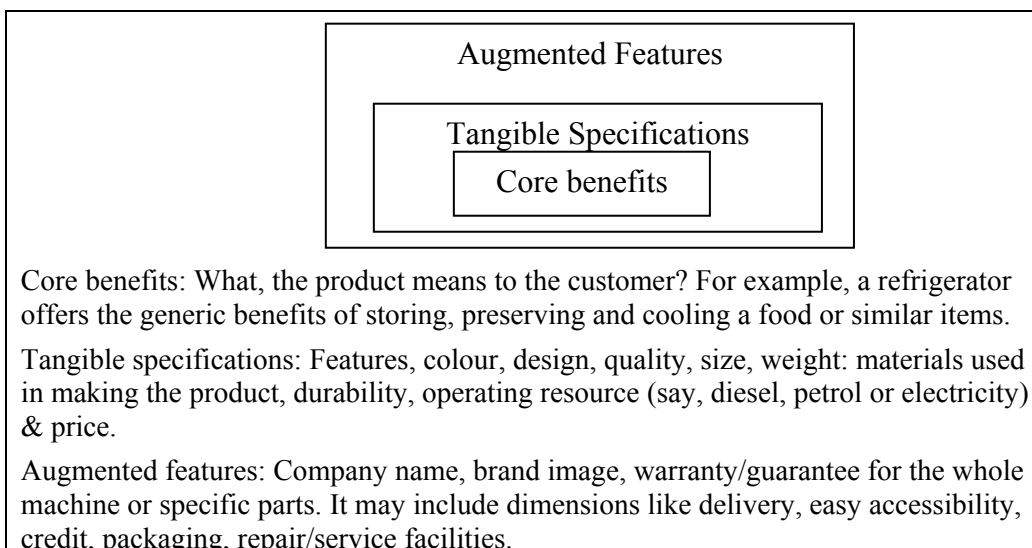 Augmented Features
Tangible Specifications
Core benefits
Core benefits: What, the product means to the customer? For example, a refrigerator
offers the generic benefits of storing, preserving and cooling a food or similar items.
Tangible specifications: Features, colour, design, quality, size, weight: materials used
in making the product, durability, operating resource (say, diesel, petrol or electricity)
& price.
Augmented features: Company name, brand image, warranty/guarantee for the whole
machine or specific parts. It may include dimensions like delivery, easy accessibility,
credit, packaging, repair/service facilities.